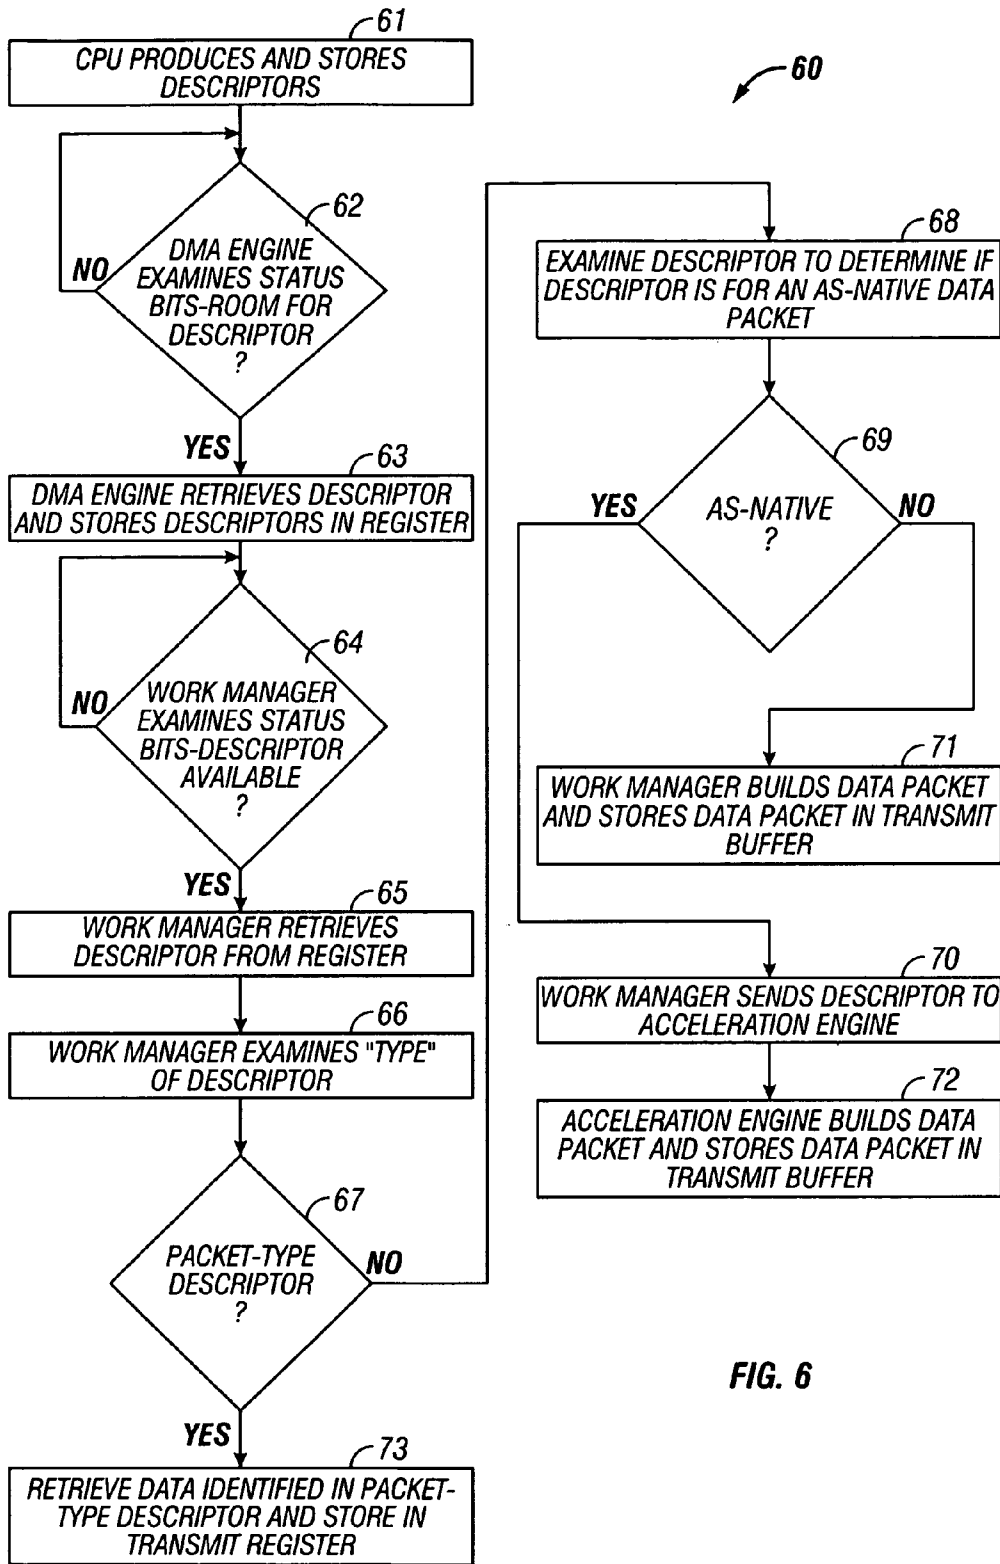 61
CPU PRODUCES AND STORES
DESCRIPTORS
60
62
DMA ENGINE
EXAMINES STATUS
BITS-ROOM FOR
DESCRIPTOR
?
NO
YES
63
DMA ENGINE RETRIEVES DESCRIPTOR
AND STORES DESCRIPTORS IN REGISTER
64
WORK MANAGER
EXAMINES STATUS
BITS-DESCRIPTOR
AVAILABLE
?
NO
YES
65
WORK MANAGER RETRIEVES
DESCRIPTOR FROM REGISTER
66
WORK MANAGER EXAMINES "TYPE"
OF DESCRIPTOR
67
PACKET-TYPE
DESCRIPTOR
?
NO
YES
73
RETRIEVE DATA IDENTIFIED IN PACKET-
TYPE DESCRIPTOR AND STORE IN
TRANSMIT REGISTER
68
EXAMINE DESCRIPTOR TO DETERMINE IF
DESCRIPTOR IS FOR AN AS-NATIVE DATA
PACKET
69
AS-NATIVE
?
YES
NO
71
WORK MANAGER BUILDS DATA PACKET
AND STORES DATA PACKET IN TRANSMIT
BUFFER
70
WORK MANAGER SENDS DESCRIPTOR TO
ACCELERATION ENGINE
72
ACCELERATION ENGINE BUILDS DATA
PACKET AND STORES DATA PACKET IN
TRANSMIT BUFFER
FIG. 6